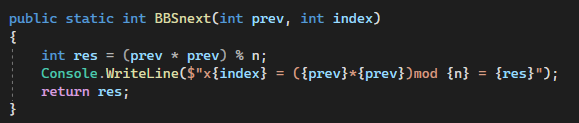 public static int BBSnext(int prev, int index)
{
    int res = (prev * prev) % n;
    Console.WriteLine($"x{index} = ({prev}*{prev})mod {n} = {res}");
    return res;
}